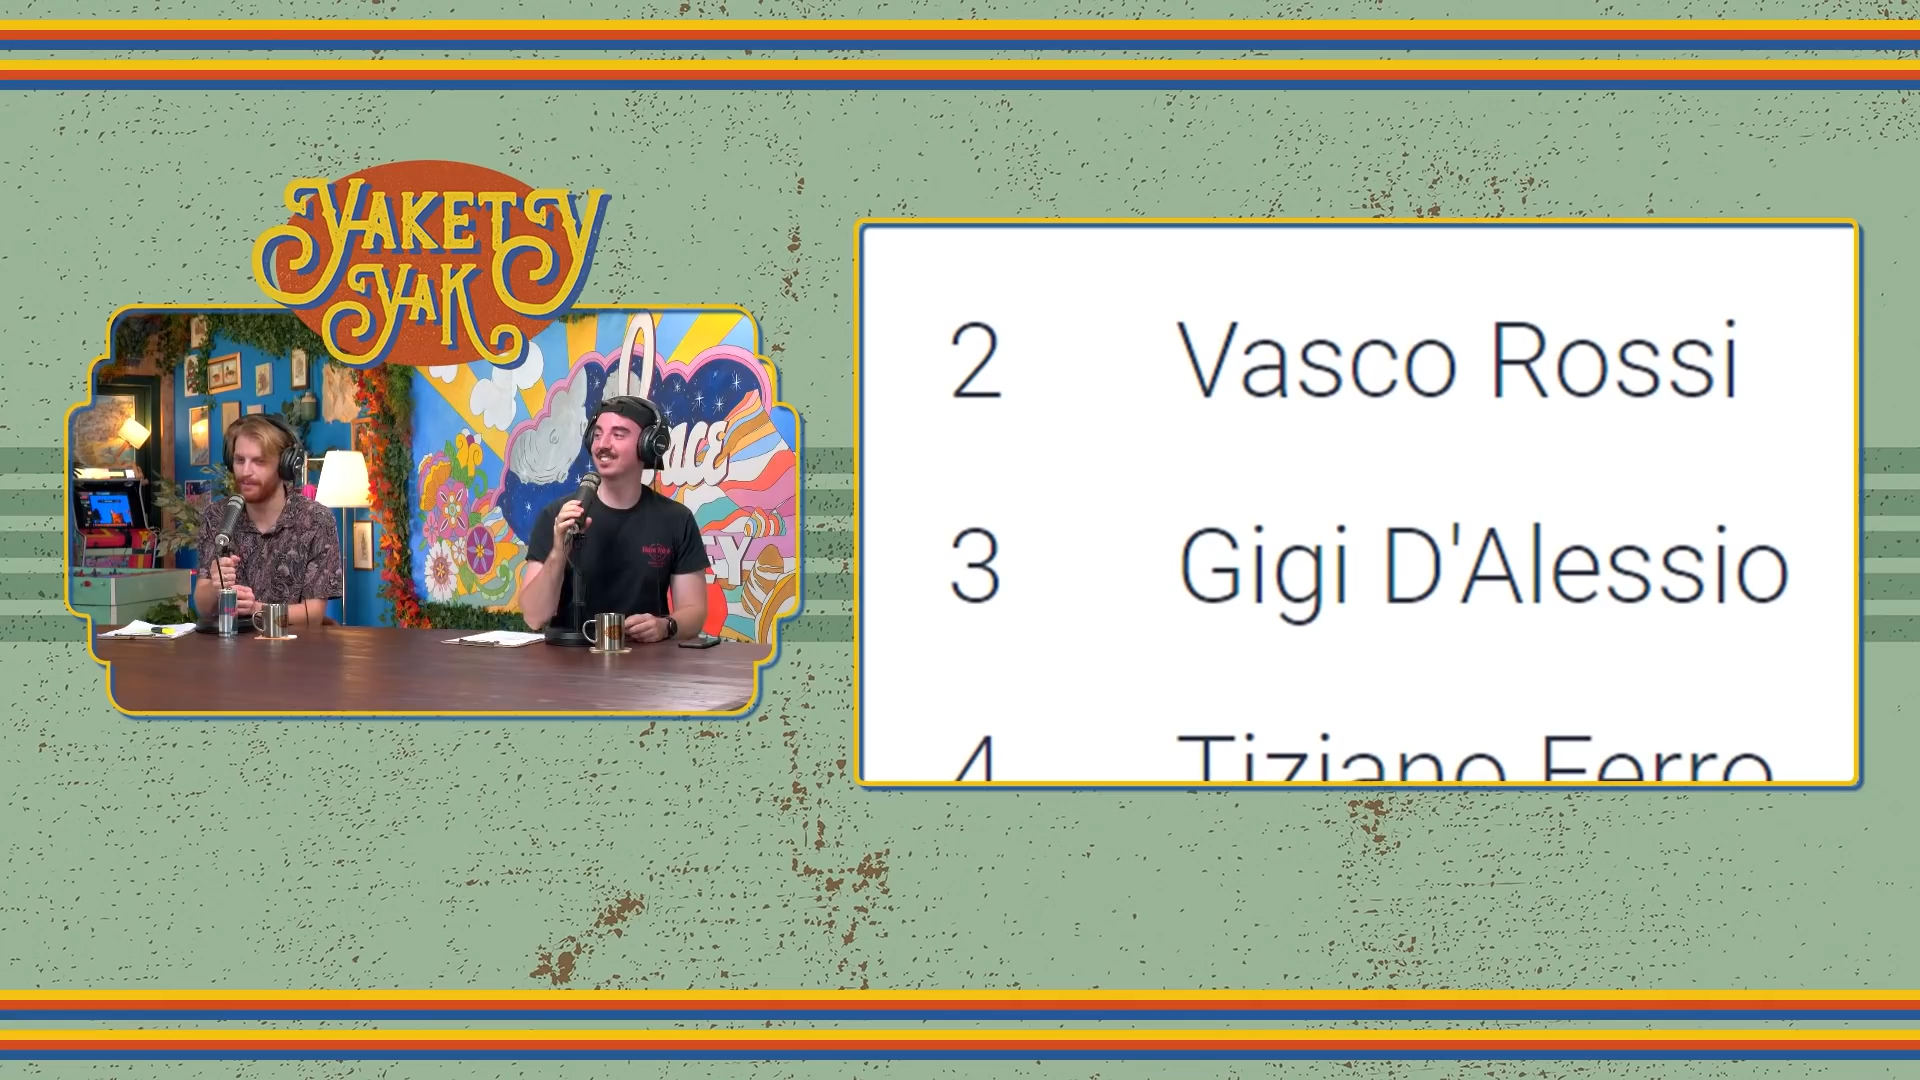 YAKETY
YAK
2 Vasco Rossi
3 Gigi D'Alessio
4 Tiziano Ferro